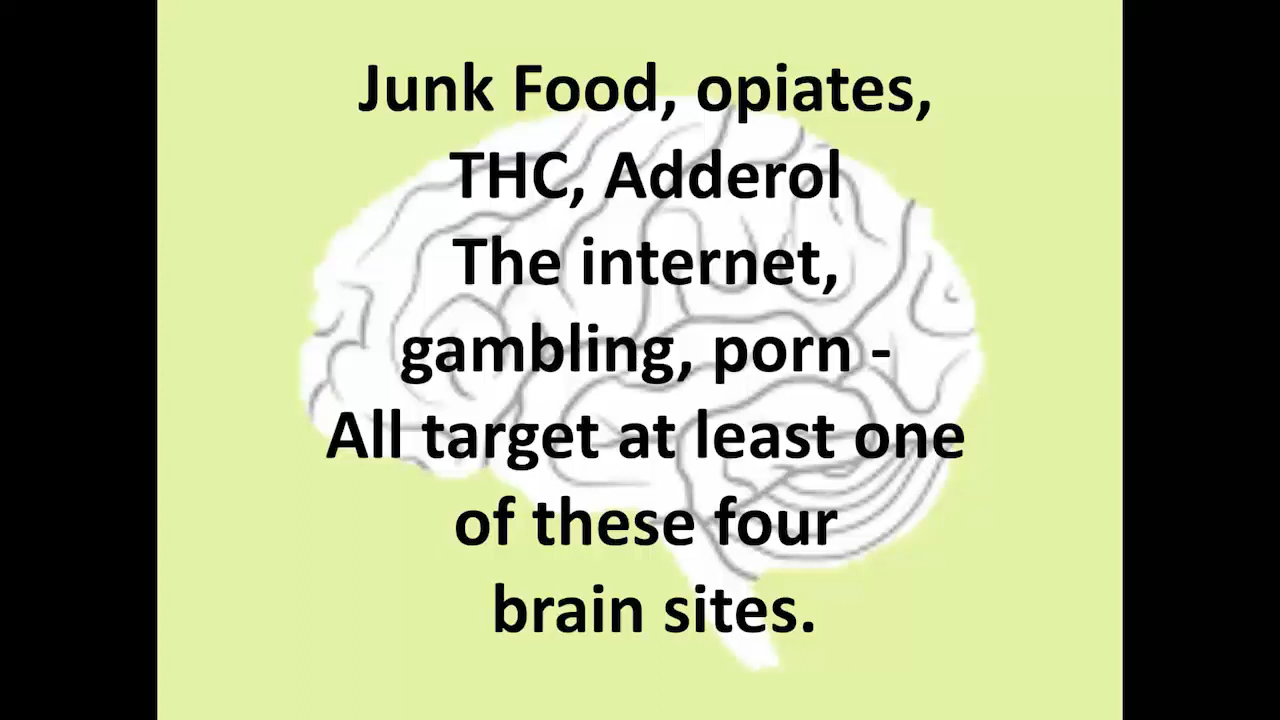 Junk Food, opiates,
THC, Adderol
The internet,
gambling, porn -
All target at least one
of these four
brain sites.